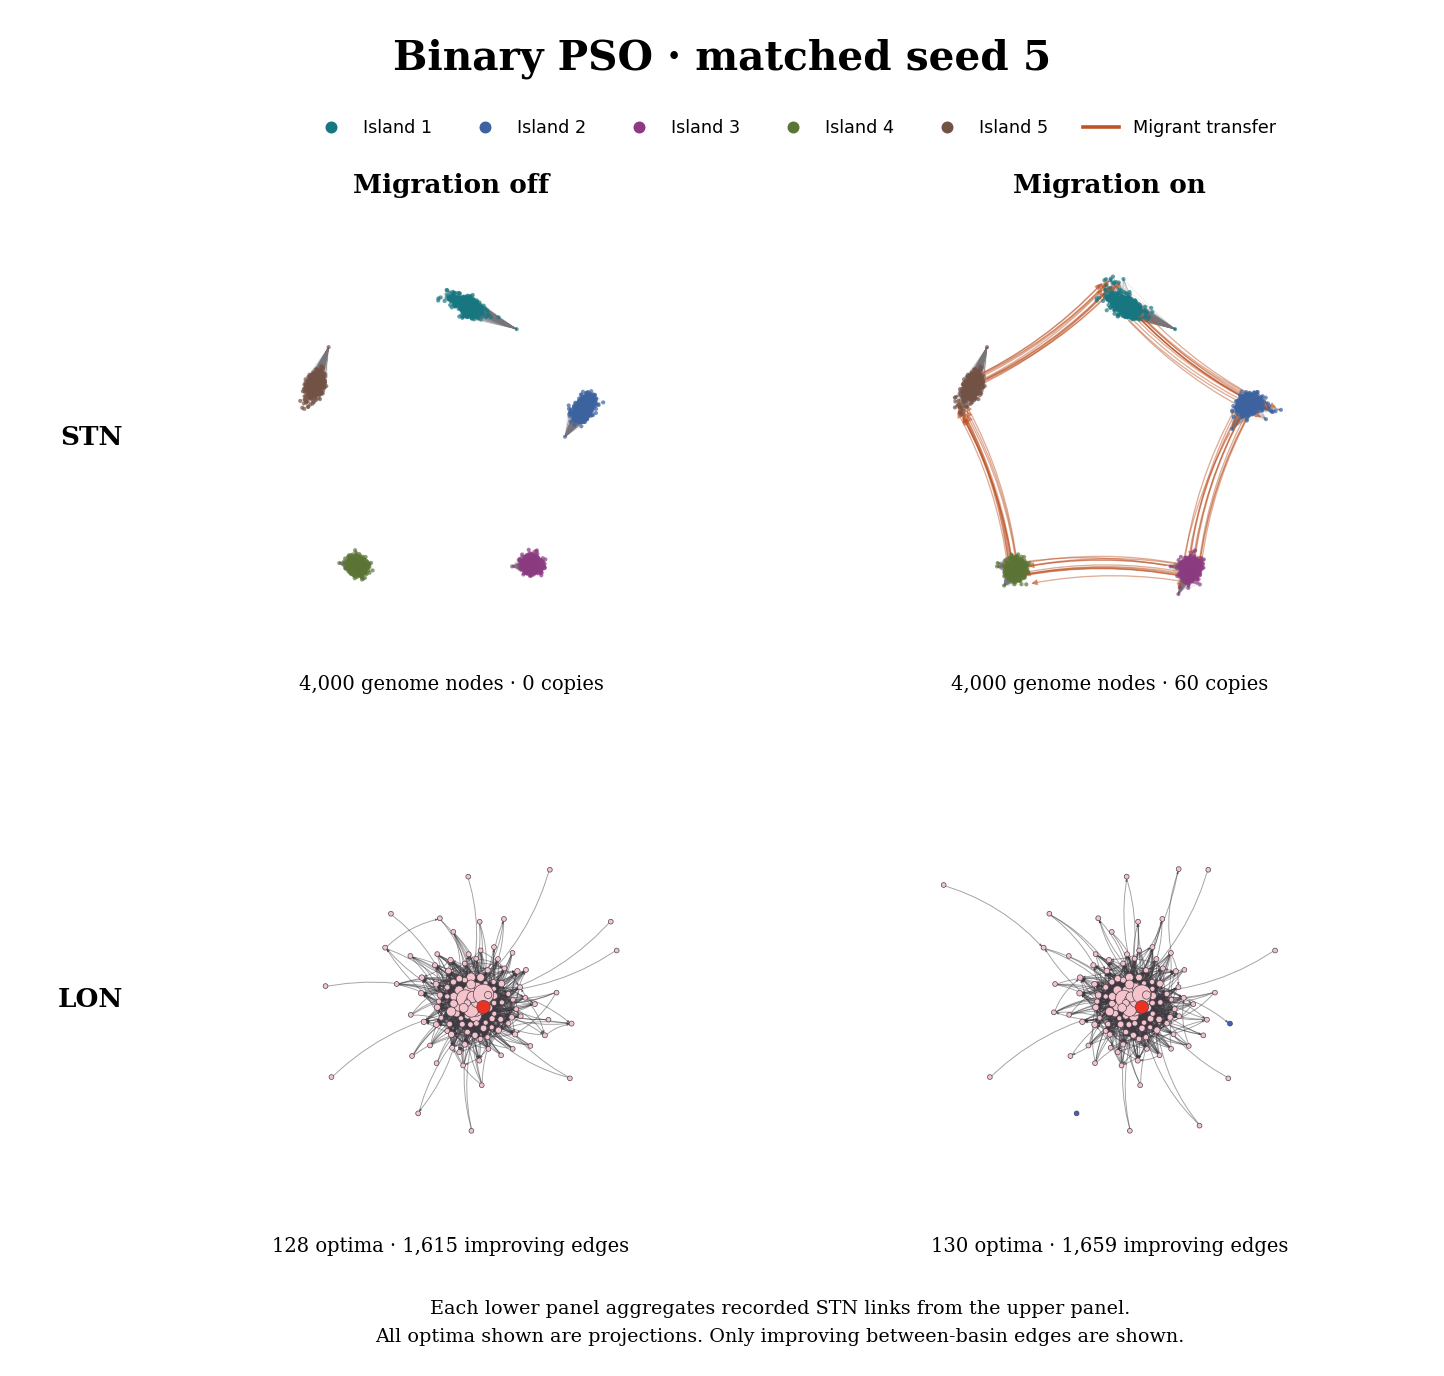 Binary PSO · matched seed 5
Island 1 Island 2 Island 3 Island 4 Island 5 Migrant transfer
Migration off Migration on
STN
4,000 genome nodes · 0 copies 4,000 genome nodes · 60 copies
LON
128 optima · 1,615 improving edges 130 optima · 1,659 improving edges
Each lower panel aggregates recorded STN links from the upper panel.
All optima shown are projections. Only improving between-basin edges are shown.